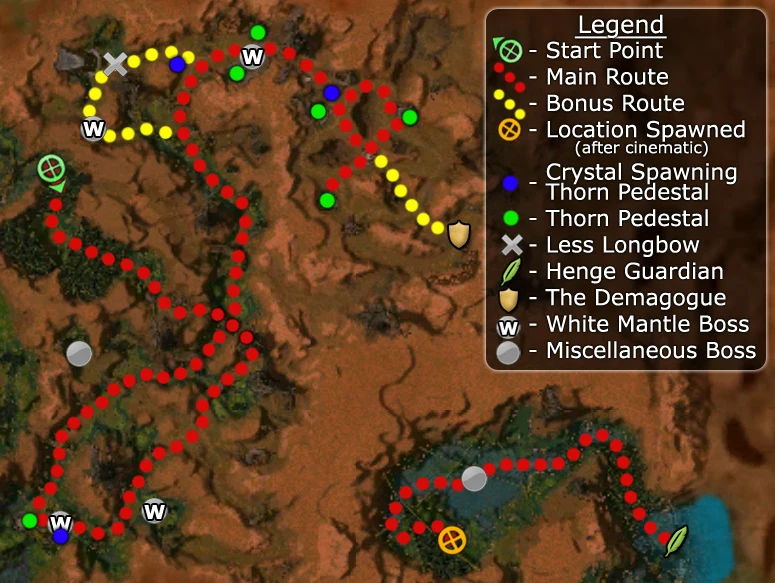 Legend
- Start Point
- Main Route
- Bonus Route
- Location Spawned
(after cinematic)
- Crystal Spawning
Thorn Pedestal
- Thorn Pedestal
- Less Longbow
- Henge Guardian
- The Demagogue
W - White Mantle Boss
- Miscellaneous Boss
W
W
W
W